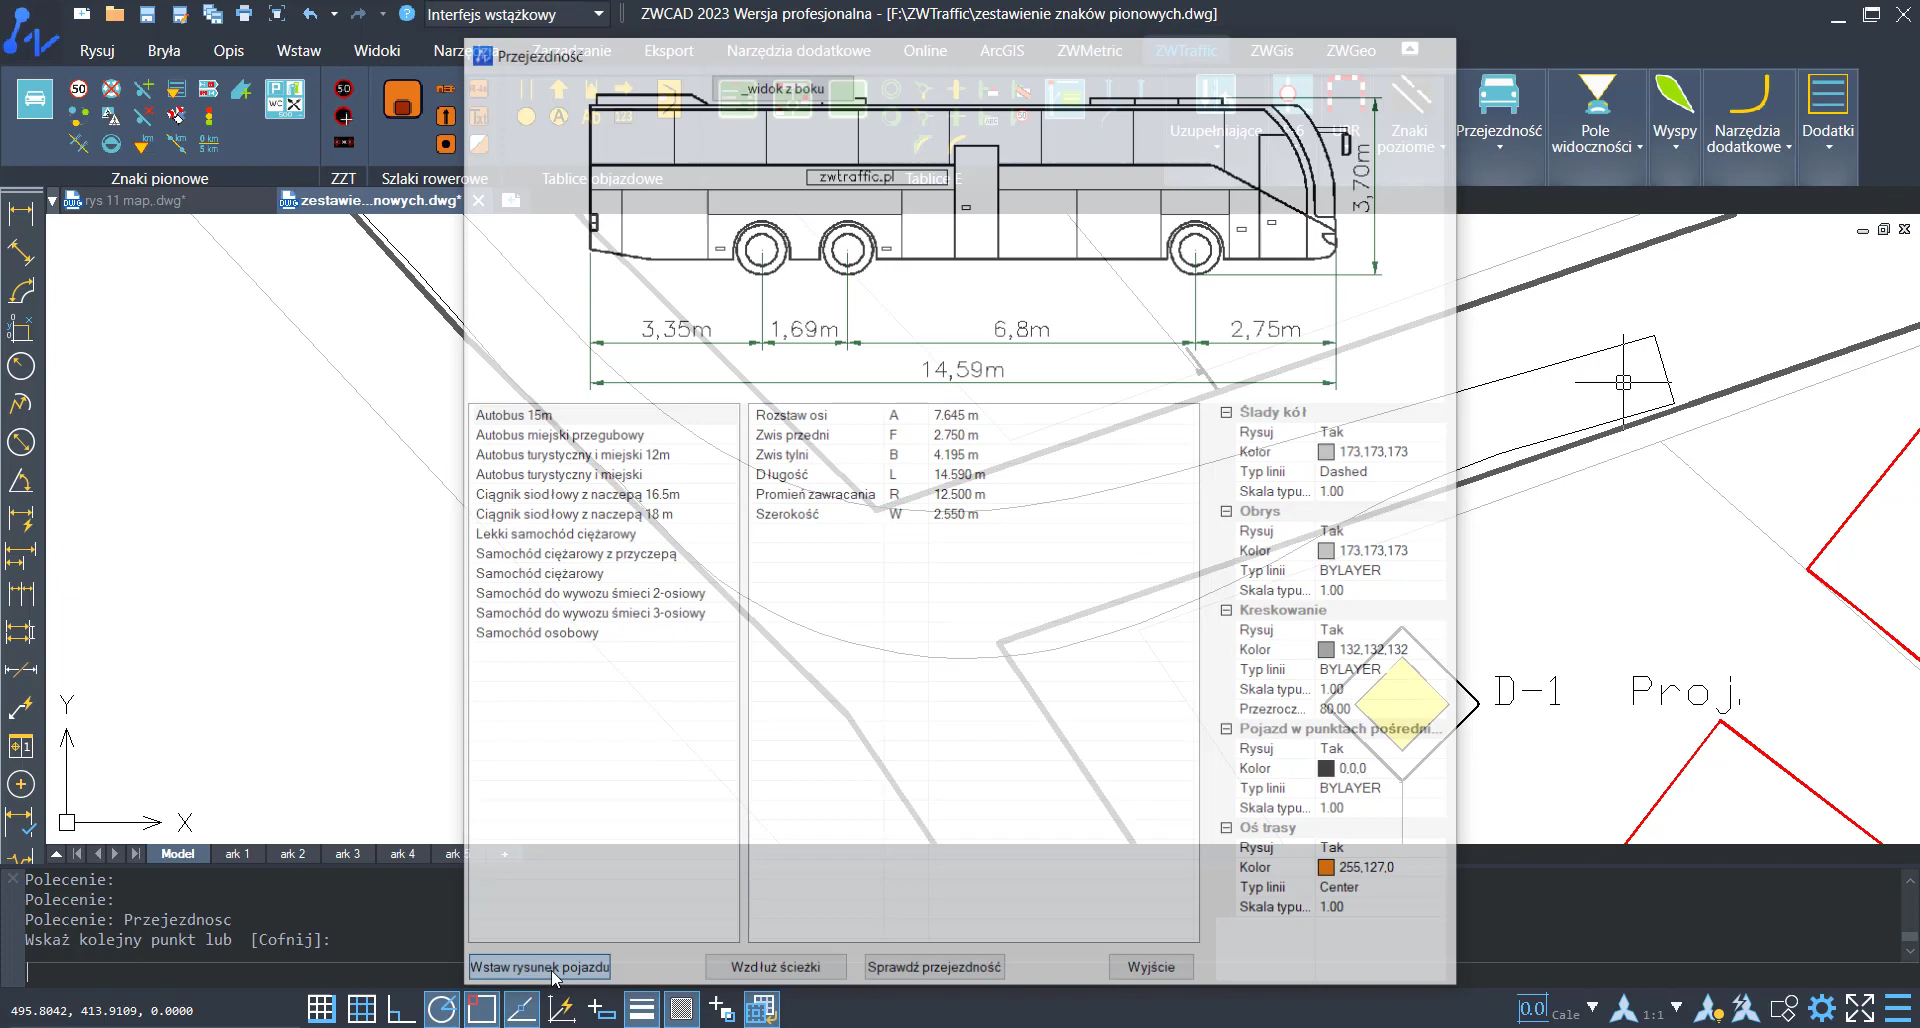 Interfejs wstążkowy
ZWCAD 2023 Wersja profesjonalna - [F:\ZWTraffic\zestawienie znaków pionowych.dwg]
Rysuj
Bryła
Opis
Wstaw
Widoki
Narzędzia
Zarządzanie
Eksport
Narzędzia dodatkowe
Online
ArcGIS
ZWMetric
ZWTraffic
ZWGis
ZWGeo
Przejezdność
_widok z boku
Znaki pionowe
ZZT
Szlaki rowerowe
Tablice objazdowe
Tablice E
Uzupełniające
Znaki poziome
Przejezdność
Pole widoczności
Wyspy
Narzędzia dodatkowe
Dodatki
rys 11 map,.dwg*
zestawie...nowych.dwg*
zwtraffic.pl
3,70m
3,35m
1,69m
6,8m
2,75m
14,59m
Autobus 15m
Autobus miejski przegubowy
Autobus turystyczny i miejski 12m
Autobus turystyczny i miejski
Ciągnik siodłowy z naczepą 16.5m
Ciągnik siodłowy z naczepą 18 m
Lekki samochód ciężarowy
Samochód ciężarowy z przyczepą
Samochód ciężarowy
Samochód do wywozu śmieci 2-osiowy
Samochód do wywozu śmieci 3-osiowy
Samochód osobowy
Rozstaw osi A 7.645 m
Zwis przedni F 2.750 m
Zwis tylni B 4.195 m
Długość L 14.590 m
Promień zawracania R 12.500 m
Szerokość W 2.550 m
Ślady kół
Rysuj Tak
Kolor 173,173,173
Typ linii Dashed
Skala typu... 1.00
Obrys
Rysuj Tak
Kolor 173,173,173
Typ linii BYLAYER
Skala typu... 1.00
Kreskowanie
Rysuj Tak
Kolor 132,132,132
Typ linii BYLAYER
Skala typu... 1.00
Przezrocz... 80.00
Pojazd w punktach pośredni...
Rysuj Tak
Kolor 0,0,0
Typ linii BYLAYER
Skala typu... 1.00
Oś trasy
Rysuj Tak
Kolor 255,127,0
Typ linii Center
Skala typu... 1.00
D-1 Proj.
Y
X
Model
ark 1
ark 2
ark 3
ark 4
ark 5
Polecenie:
Polecenie:
Polecenie: Przejezdnosc
Wskaż kolejny punkt lub [Cofnij]:
Wstaw rysunek pojazdu
Wzdłuż ścieżki
Sprawdź przejezdność
Wyjście
495.8042, 413.9109, 0.0000
0.0
Cale
1:1